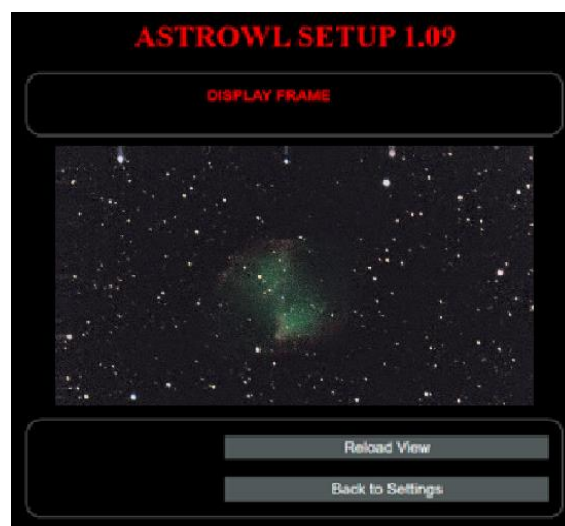 ASTROWL SETUP 1.09
DISPLAY FRAME
Reload View
Back to Settings